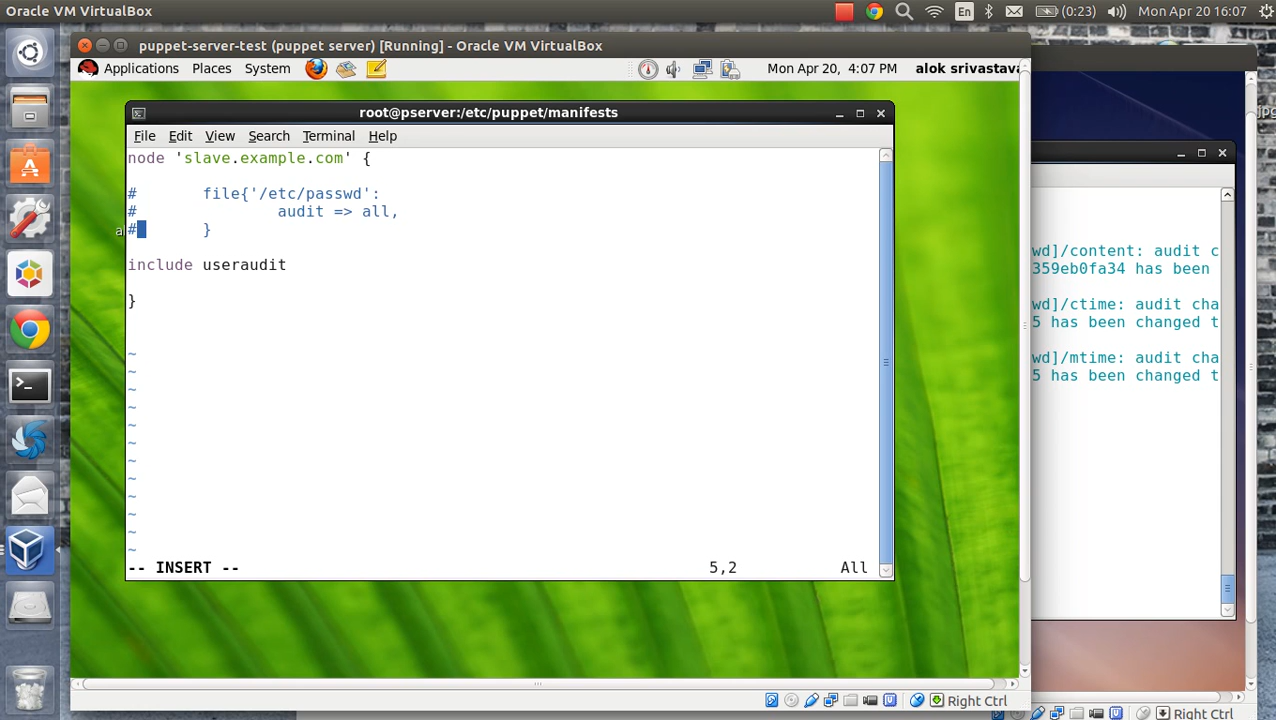 Oracle VM VirtualBox
En
(0:23)
Mon Apr 20 16:07
puppet-server-test (puppet server) [Running] - Oracle VM VirtualBox
Applications Places System
Mon Apr 20, 4:07 PM
alok srivastava
jpg
root@pserver:/etc/puppet/manifests
File Edit View Search Terminal Help
node 'slave.example.com' {
#       file{'/etc/passwd':
#               audit => all,
#       }
a
include useraudit
}
~
~
~
~
~
~
~
~
~
~
~
~
-- INSERT --
5,2
All
wd]/content: audit c
359eb0fa34 has been
wd]/ctime: audit cha
5 has been changed t
wd]/mtime: audit cha
5 has been changed t
Right Ctrl
Right Ctrl